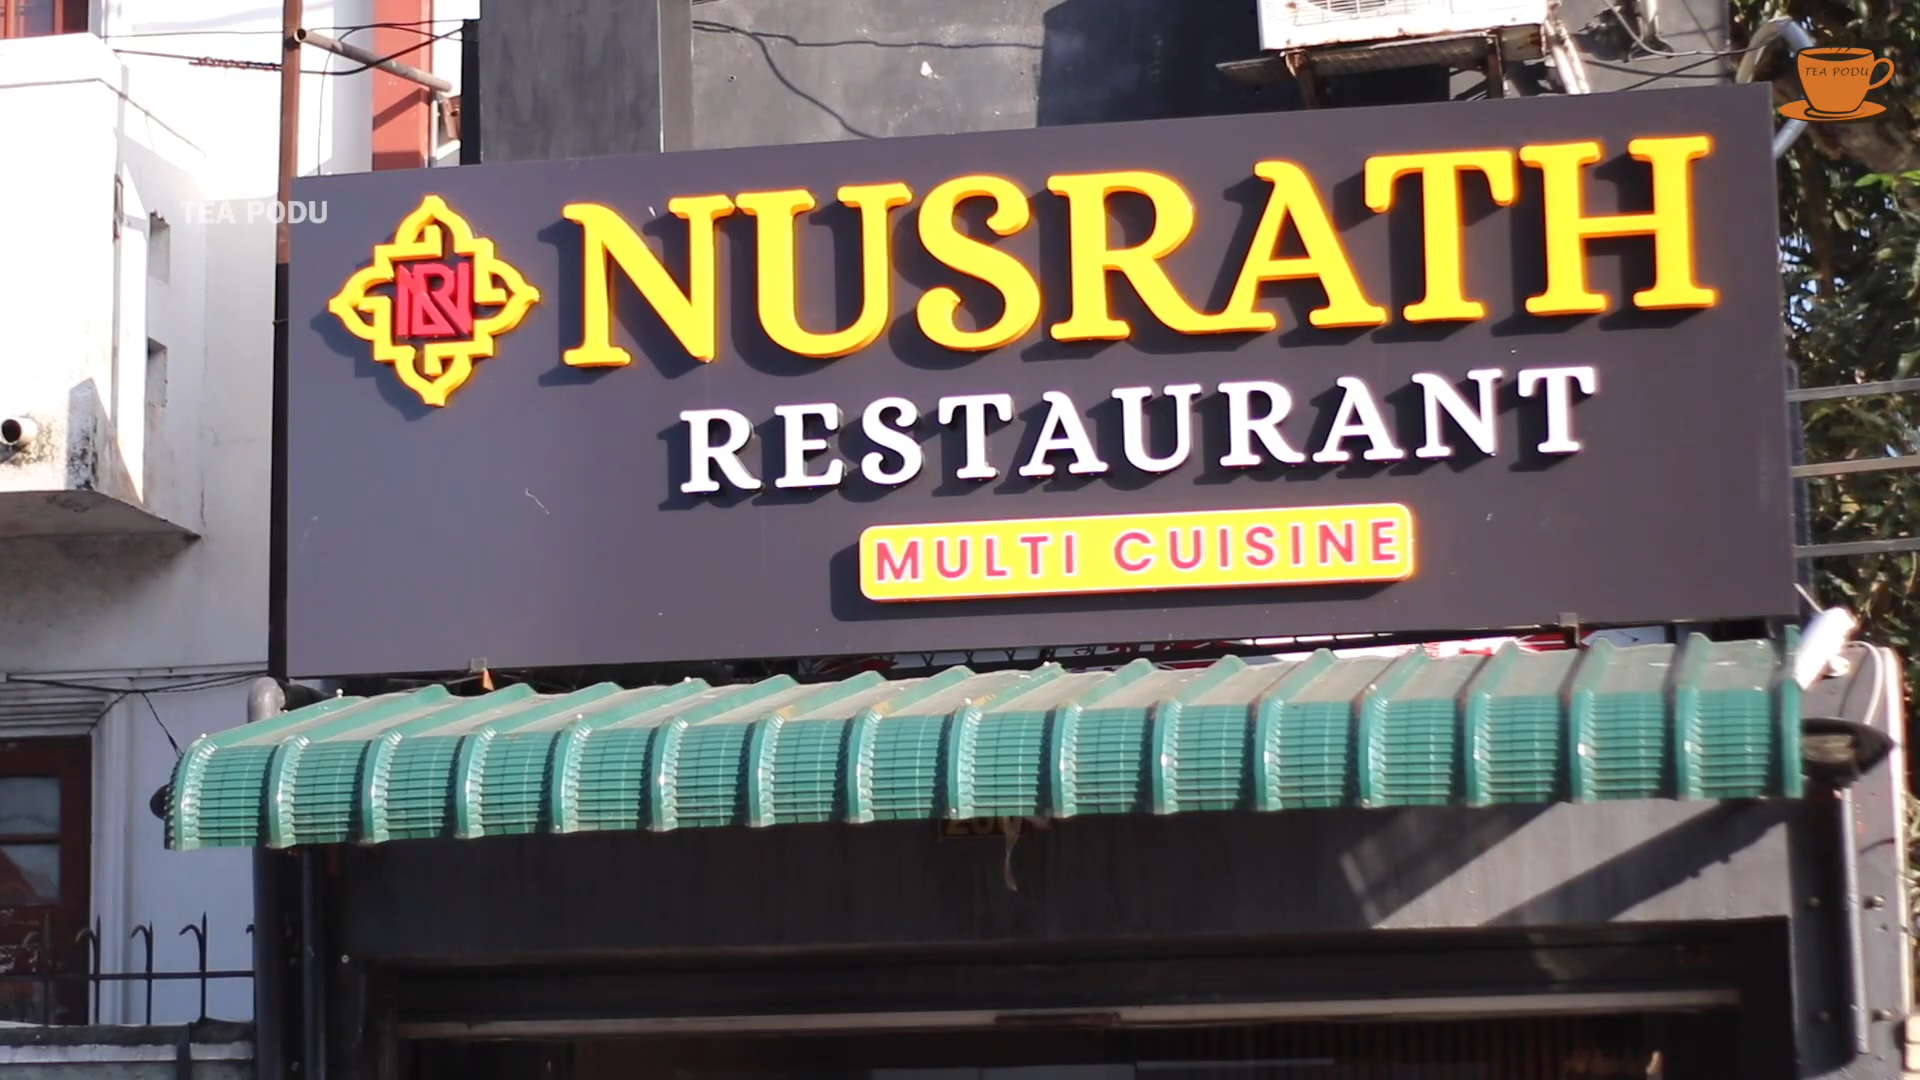 TEA PODU
TEA PODU
NUSRATH
RESTAURANT
MULTI CUISINE